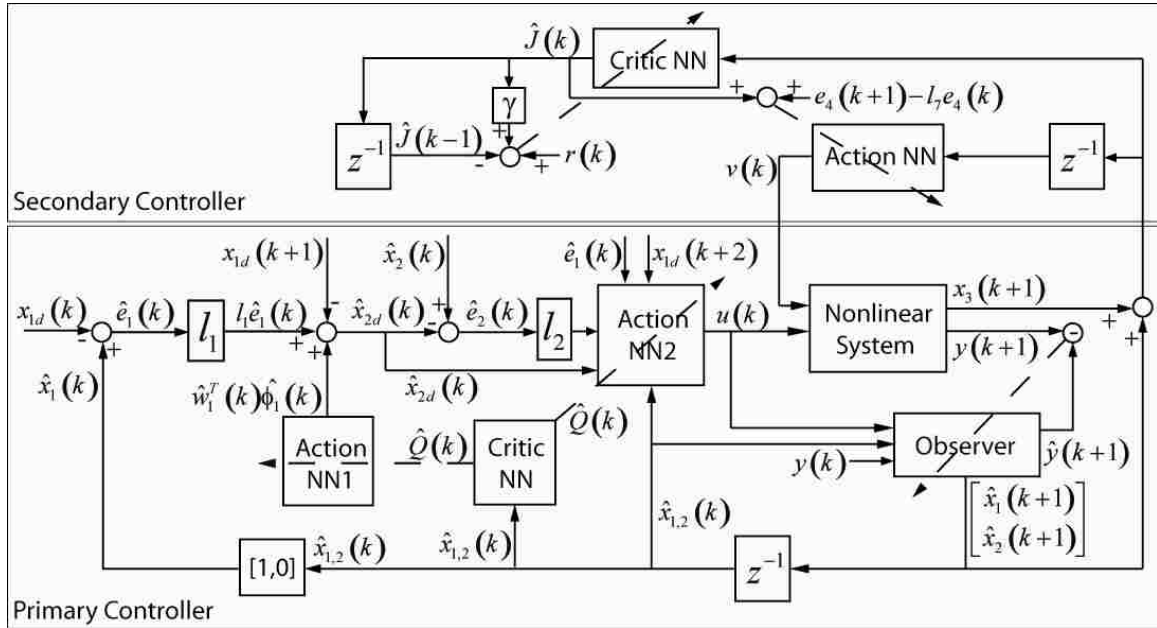 Ĵ(k)
Critic NN
+ +
e₄(k+1)−l₇e₄(k)
γ
z⁻¹
Ĵ(k−1)
+
-
+
r(k)
Action NN
z⁻¹
v(k)
Secondary Controller
x₁d(k+1)
x̂₂(k)
ê₁(k)
x₁d(k+2)
x₁d(k)
-
+
ê₁(k)
l₁
l₁ê₁(k)
-
+
+
x̂₂d(k)
+
-
ê₂(k)
l₂
Action
NN2
u(k)
Nonlinear
System
x₃(k+1)
y(k+1)
-
+
+
x̂₁(k)
ŵ₁ᵀ(k)ϕ̂₁(k)
x̂₂d(k)
Action
NN1
Q̂(k)
Critic
NN
Q̂(k)
y(k)
Observer
ŷ(k+1)
x̂₁,₂(k)
x̂₁,₂(k)
x̂₁,₂(k)
[x̂₁(k+1)
x̂₂(k+1)]
[1,0]
z⁻¹
Primary Controller